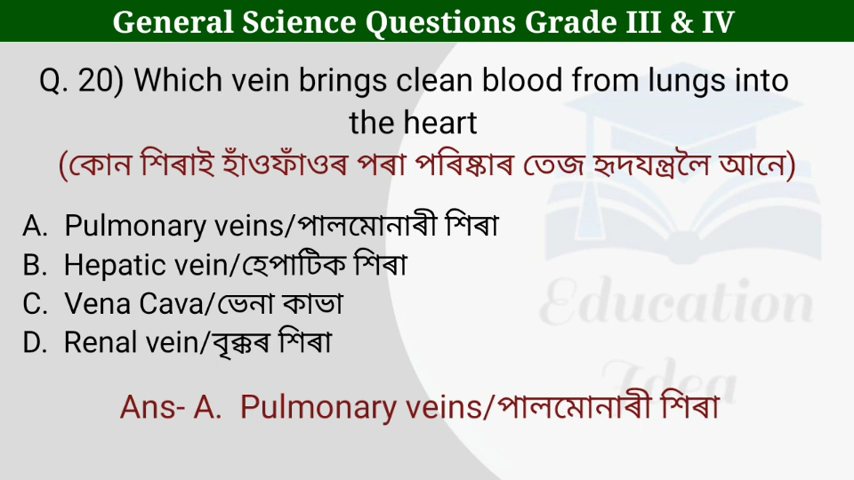 General Science Questions Grade III & IV
Q. 20) Which vein brings clean blood from lungs into
the heart
(কোন শিৰাই হাঁওফাঁওৰ পৰা পৰিষ্কাৰ তেজ হৃদযন্ত্ৰলৈ আনে)
A. Pulmonary veins/পালমোনাৰী শিৰা
B. Hepatic vein/হেপাটিক শিৰা
C. Vena Cava/ভেনা কাভা
D. Renal vein/বৃক্কৰ শিৰা
Education
Idea
Ans- A. Pulmonary veins/পালমোনাৰী শিৰা